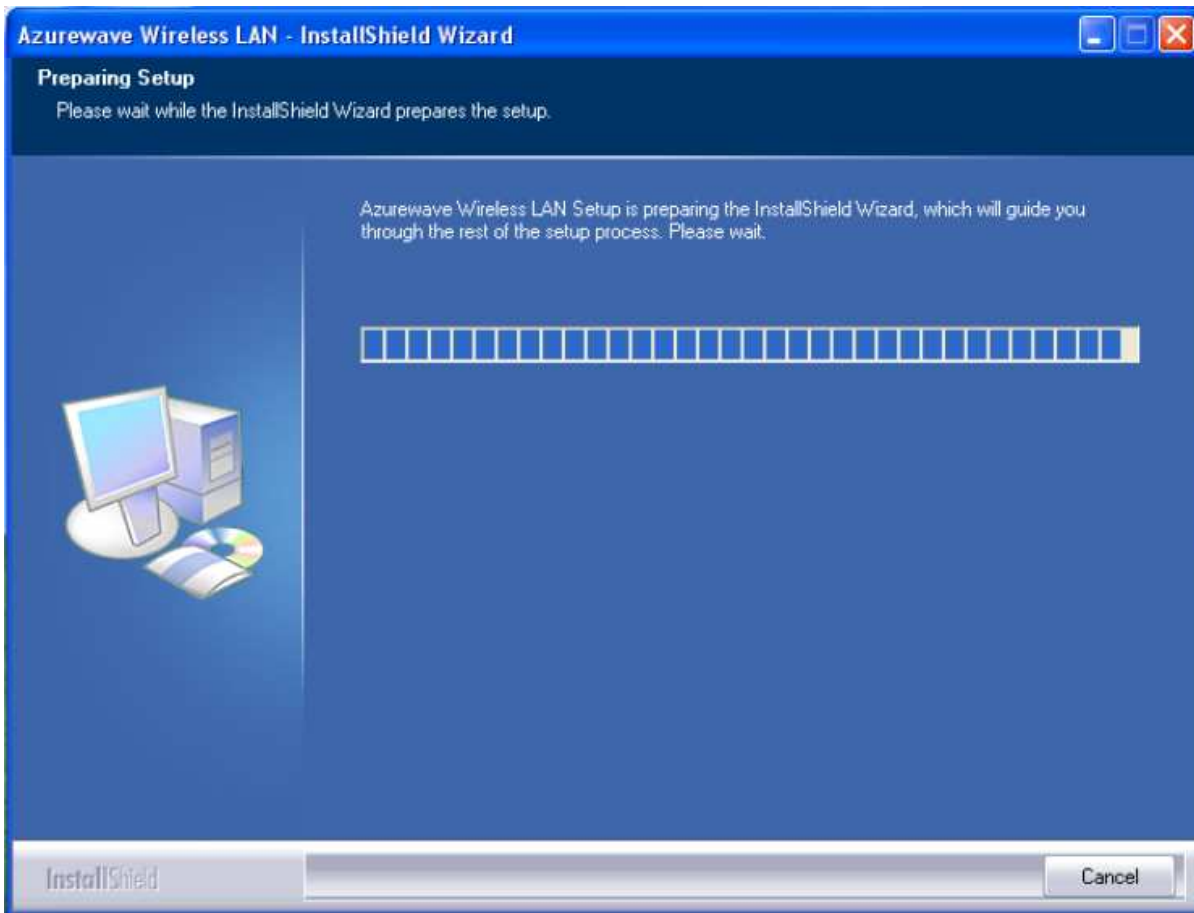 Azurewave Wireless LAN - InstallShield Wizard
Preparing Setup
Please wait while the InstallShield Wizard prepares the setup.
Azurewave Wireless LAN Setup is preparing the InstallShield Wizard, which will guide you
through the rest of the setup process. Please wait.
InstallShield
Cancel